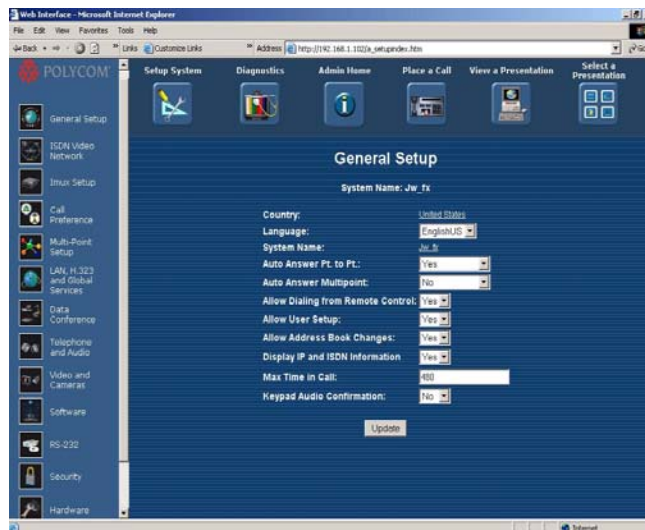 Web Interface - Microsoft Internet Explorer
File Edit View Favorites Tools Help
Back Links Customize Links Address http://192.168.1.102/a_setupindex.htm
POLYCOM
Setup System Diagnostics Admin Home Place a Call View a Presentation Select a Presentation
General Setup
ISDN Video Network
Imux Setup
Call Preference
Multi-Point Setup
LAN, H.323 and Global Services
Data Conference
Telephone and Audio
Video and Cameras
Software
RS-232
Security
Hardware
General Setup
System Name: Jw_fx
Country: United States
Language: EnglishUS
System Name: Jw_fx
Auto Answer Pt. to Pt.: Yes
Auto Answer Multipoint: No
Allow Dialing from Remote Control: Yes
Allow User Setup: Yes
Allow Address Book Changes: Yes
Display IP and ISDN Information Yes
Max Time in Call: 480
Keypad Audio Confirmation: No
Update
Internet